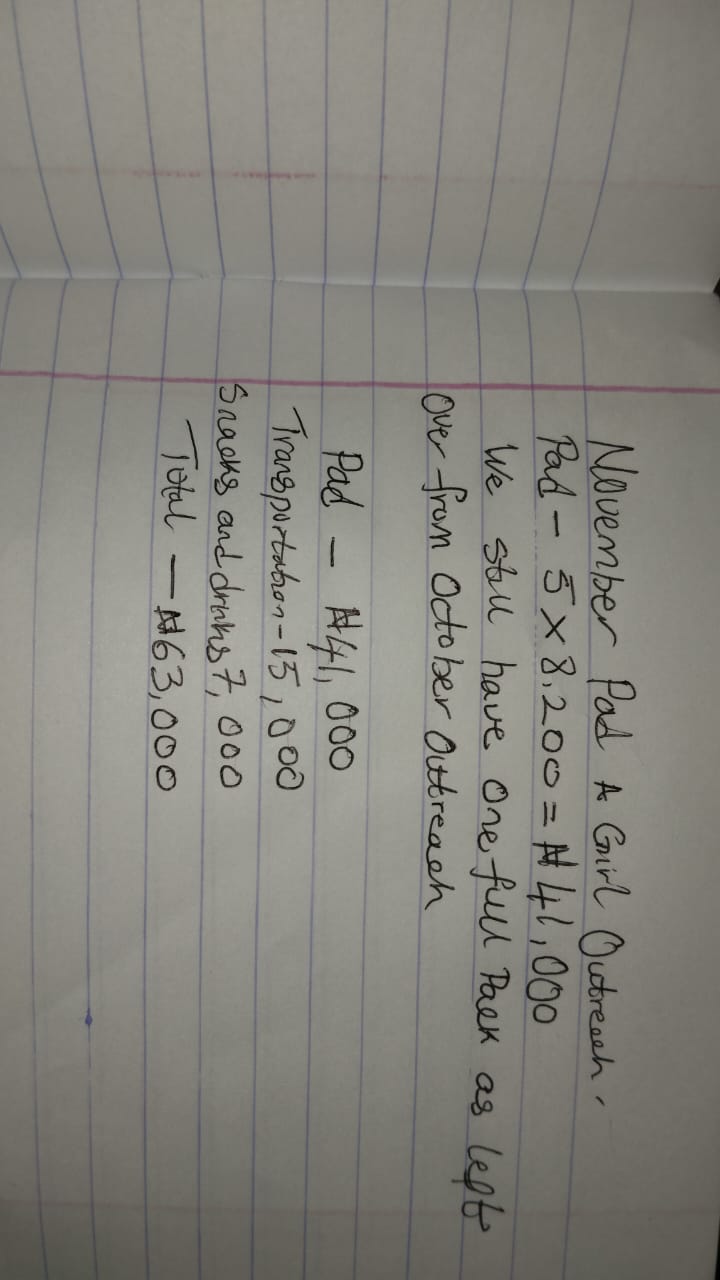 November Pad A Girl Outreach.
Pad - 5 × 8,200 = ₦41,000
We still have one full Pack as left
over from October Outreach
Pad - ₦41,000
Transportation - 15,000
Snacks and drinks 7,000
Total - ₦63,000